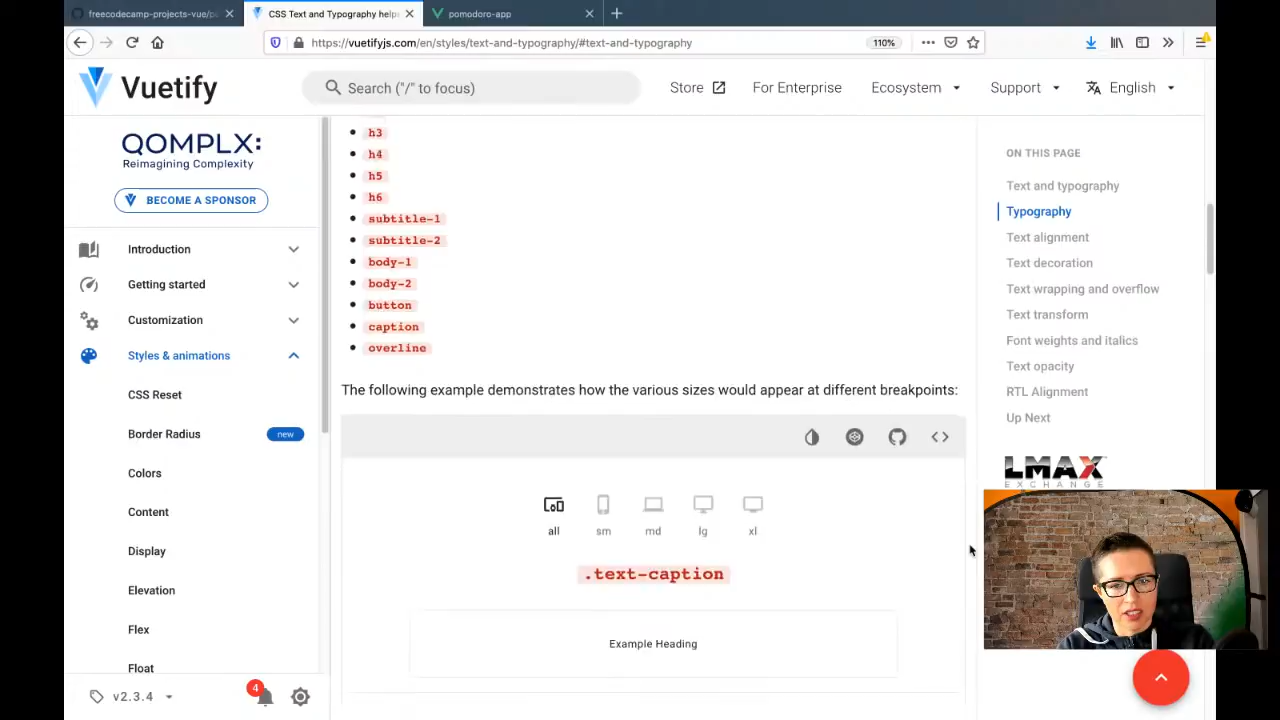 freecodecamp-projects-vue/p
CSS Text and Typography help
pomodoro-app
https://vuetifyjs.com/en/styles/text-and-typography/#text-and-typography
110%
Vuetify
Search ("/" to focus)
Store
For Enterprise
Ecosystem
Support
English
QOMPLX:
Reimagining Complexity
BECOME A SPONSOR
Introduction
Getting started
Customization
Styles & animations
CSS Reset
Border Radius
new
Colors
Content
Display
Elevation
Flex
Float
v2.3.4
4
h3
h4
h5
h6
subtitle-1
subtitle-2
body-1
body-2
button
caption
overline
The following example demonstrates how the various sizes would appear at different breakpoints:
all
sm
md
lg
xl
.text-caption
Example Heading
ON THIS PAGE
Text and typography
Typography
Text alignment
Text decoration
Text wrapping and overflow
Text transform
Font weights and italics
Text opacity
RTL Alignment
Up Next
LMAX
EXCHANGE